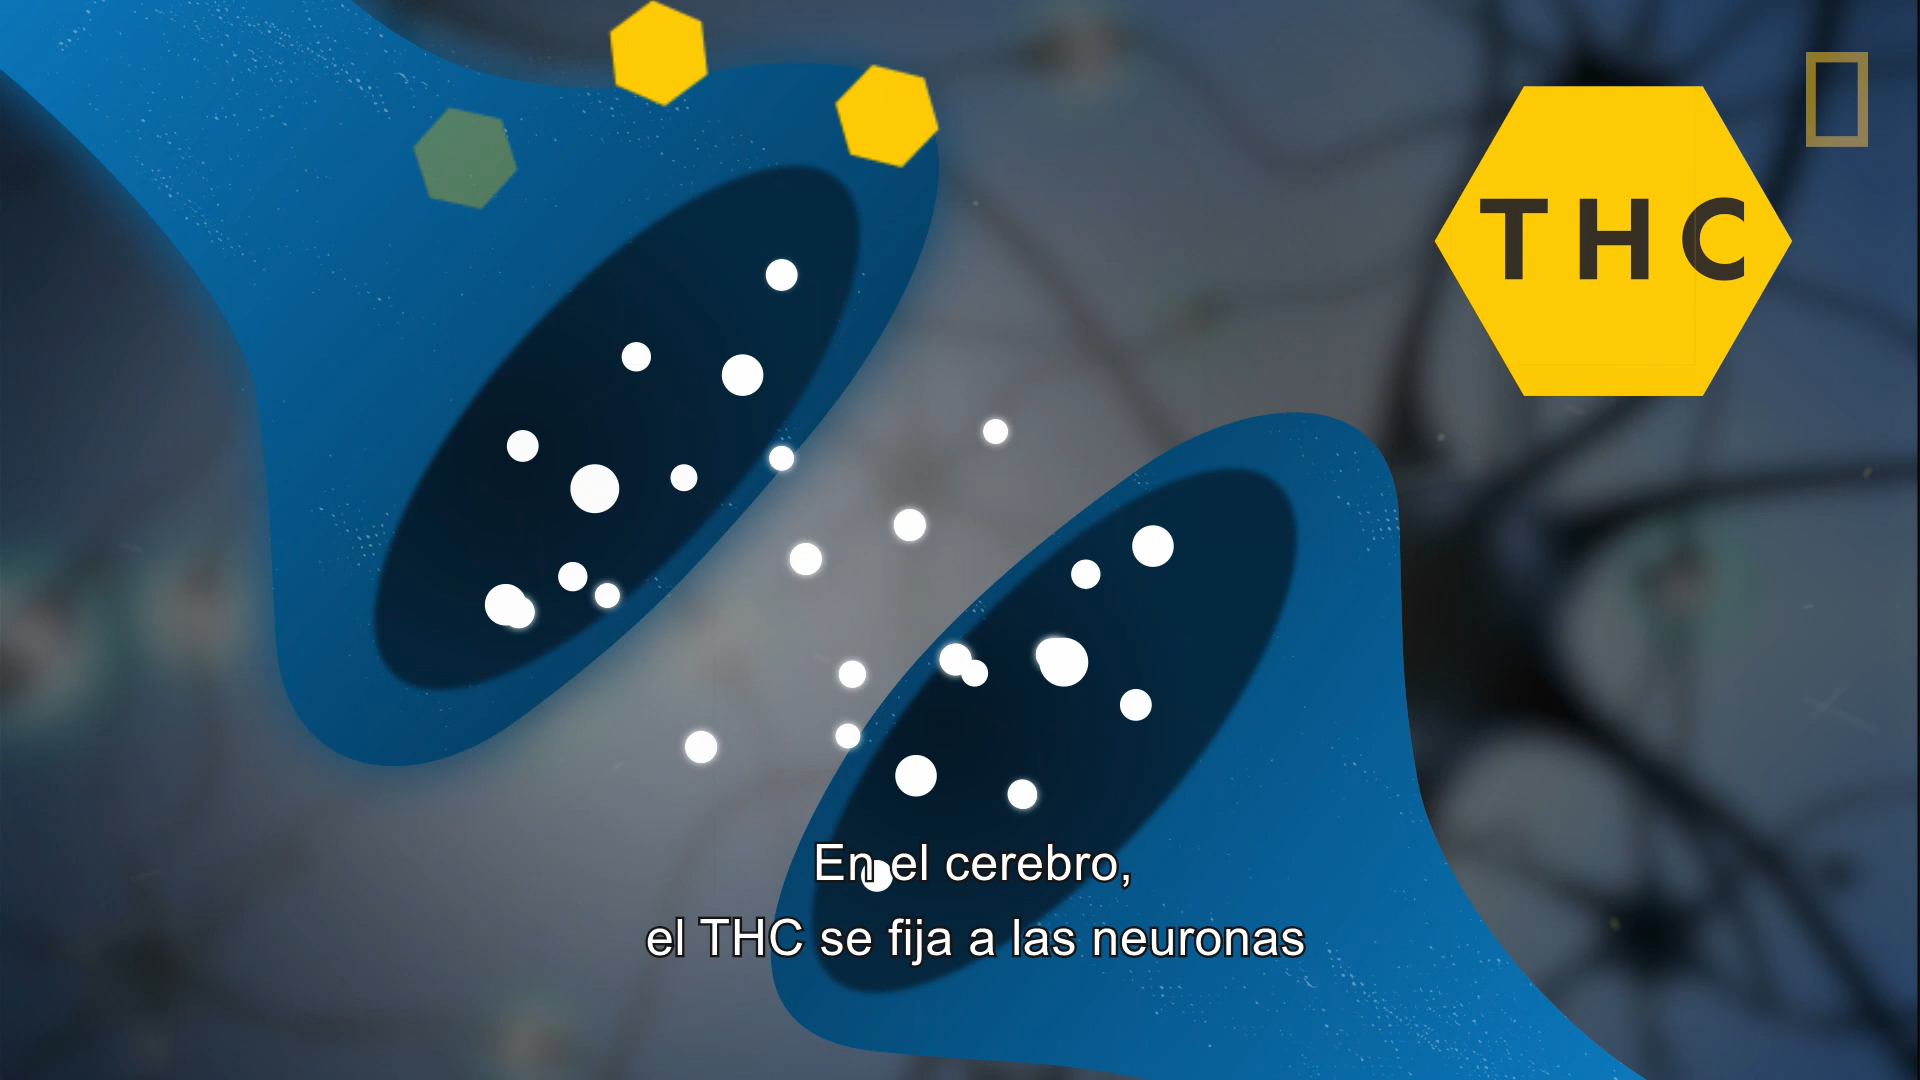 THC
En el cerebro,
el THC se fija a las neuronas